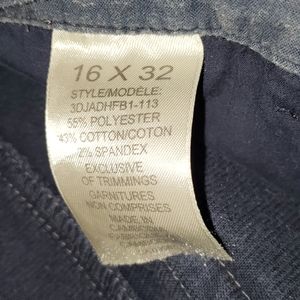 16 X 32
STYLE/MODÈLE:
3DJADHFB1-113
55% POLYESTER
43% COTTON/COTON
2% SPANDEX
EXCLUSIVE
OF TRIMMINGS
GARNITURES
NON COMPRISES
MADE IN